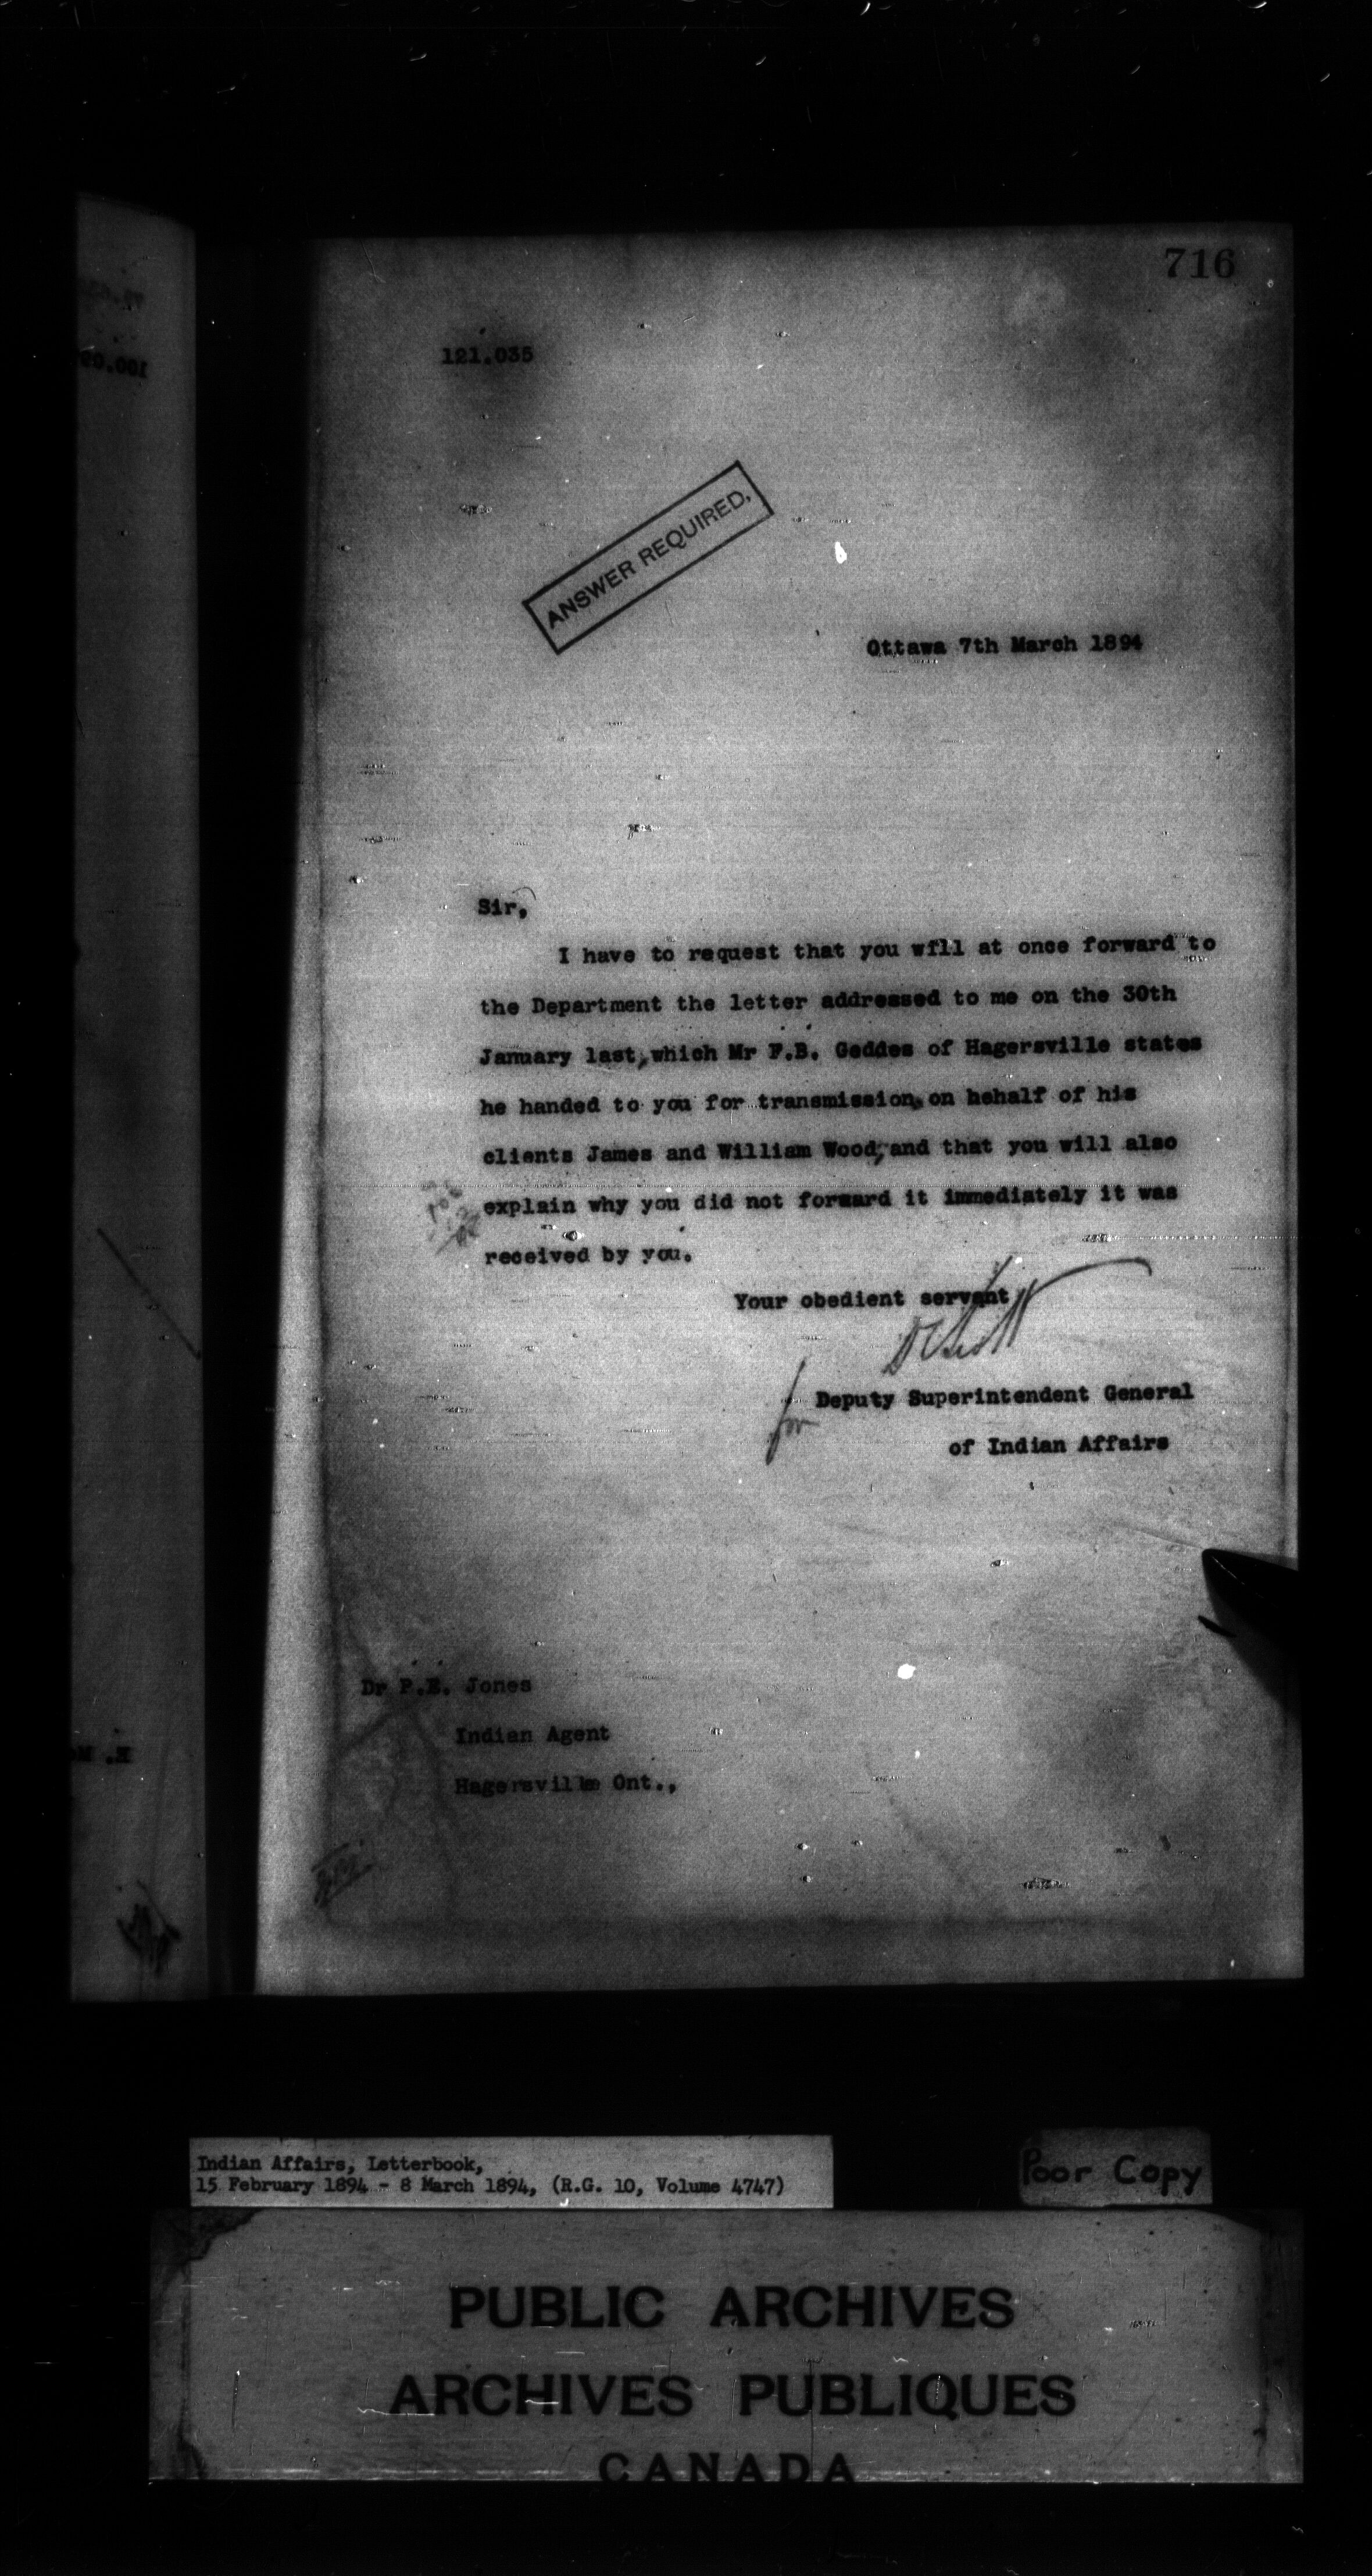 716
121.035
ANSWER REQUIRED.
Ottawa 7th March 1894
Sir,
I have to request that you will at once forward to
the Department the letter addressed to me on the 30th
January last, which Mr F.B. Geddes of Hagersville states
he handed to you for transmission, on behalf of his
clients James and William Wood, and that you will also
explain why you did not forward it immediately it was
received by you.
Your obedient servant,
D C Scott
for Deputy Superintendent General
of Indian Affairs
Dr P.E. Jones
Indian Agent
Hagersville Ont.,
Indian Affairs, Letterbook,
15 February 1894 - 8 March 1894, (R.G. 10, Volume 4747)
Poor Copy
PUBLIC ARCHIVES
ARCHIVES PUBLIQUES
CANADA